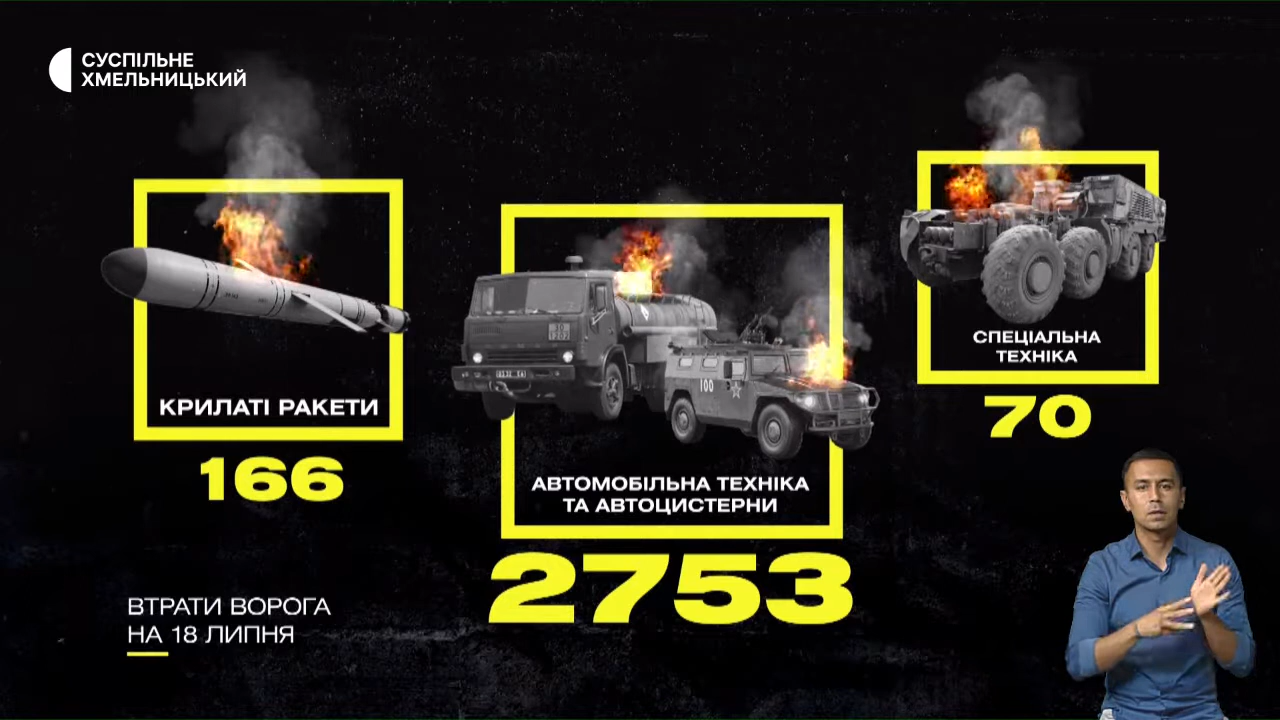 СУСПІЛЬНЕ
ХМЕЛЬНИЦЬКИЙ
КРИЛАТІ РАКЕТИ
166
100
АВТОМОБІЛЬНА ТЕХНІКА
ТА АВТОЦИСТЕРНИ
2753
СПЕЦІАЛЬНА
ТЕХНІКА
70
ВТРАТИ ВОРОГА
НА 18 ЛИПНЯ